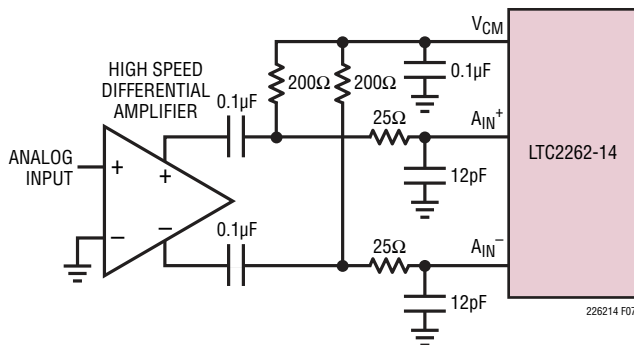 V_CM
HIGH SPEED
DIFFERENTIAL
AMPLIFIER
0.1µF
200Ω
200Ω
0.1µF
25Ω
A_IN^+
LTC2262-14
ANALOG
INPUT
+
+
12pF
–
–
0.1µF
25Ω
A_IN^–
12pF
226214 F07